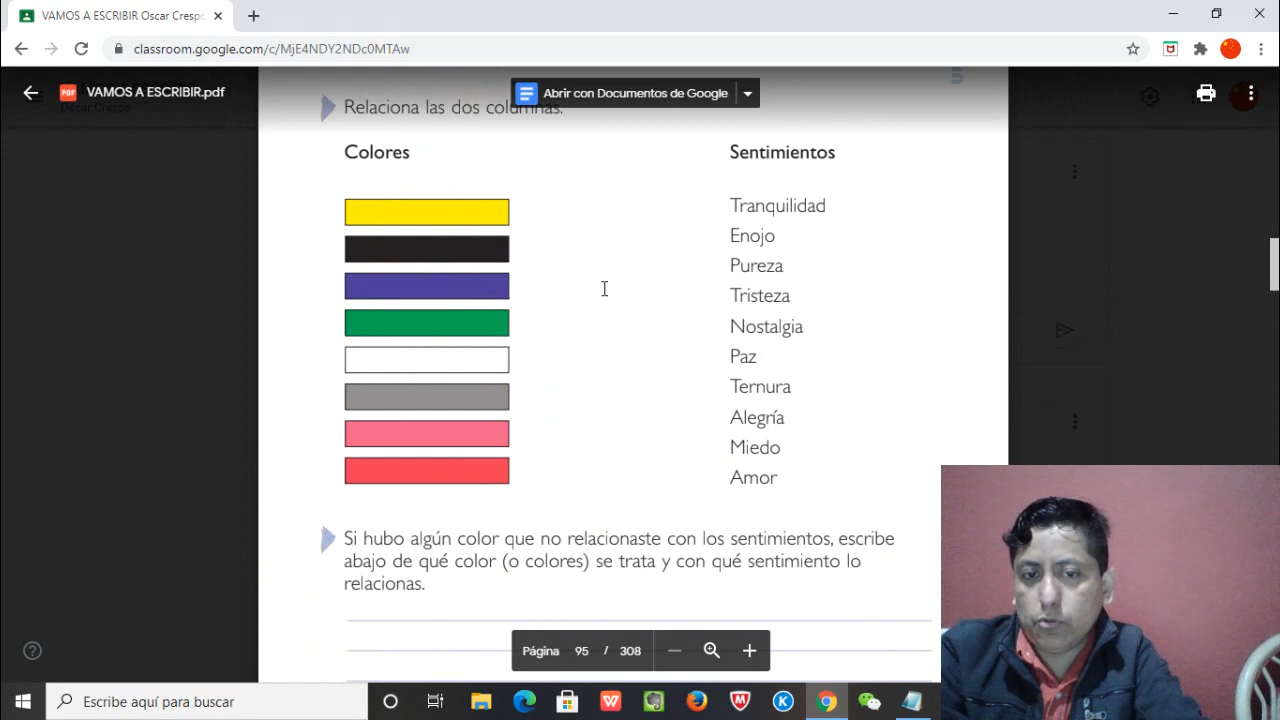 VAMOS A ESCRIBIR Oscar Crespo
classroom.google.com/c/MjE4NDY2NDc0MTAw
VAMOS A ESCRIBIR.pdf
Abrir con Documentos de Google
Oscar Crespo
Relaciona las dos columnas.
Colores
Sentimientos
Tranquilidad
Enojo
Pureza
Tristeza
Nostalgia
Paz
Ternura
Alegría
Miedo
Amor
Si hubo algún color que no relacionaste con los sentimientos, escribe
abajo de qué color (o colores) se trata y con qué sentimiento lo
relacionas.
Página 95 / 308
Escribe aquí para buscar